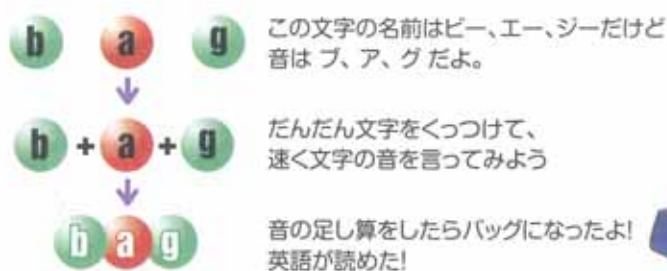 b a g
この文字の名前はビー、エー、ジーだけど
音は ブ、ア、グ だよ。
b + a + g
だんだん文字をくっつけて、
速く文字の音を言ってみよう
bag
音の足し算をしたらバッグになったよ!
英語が読めた!